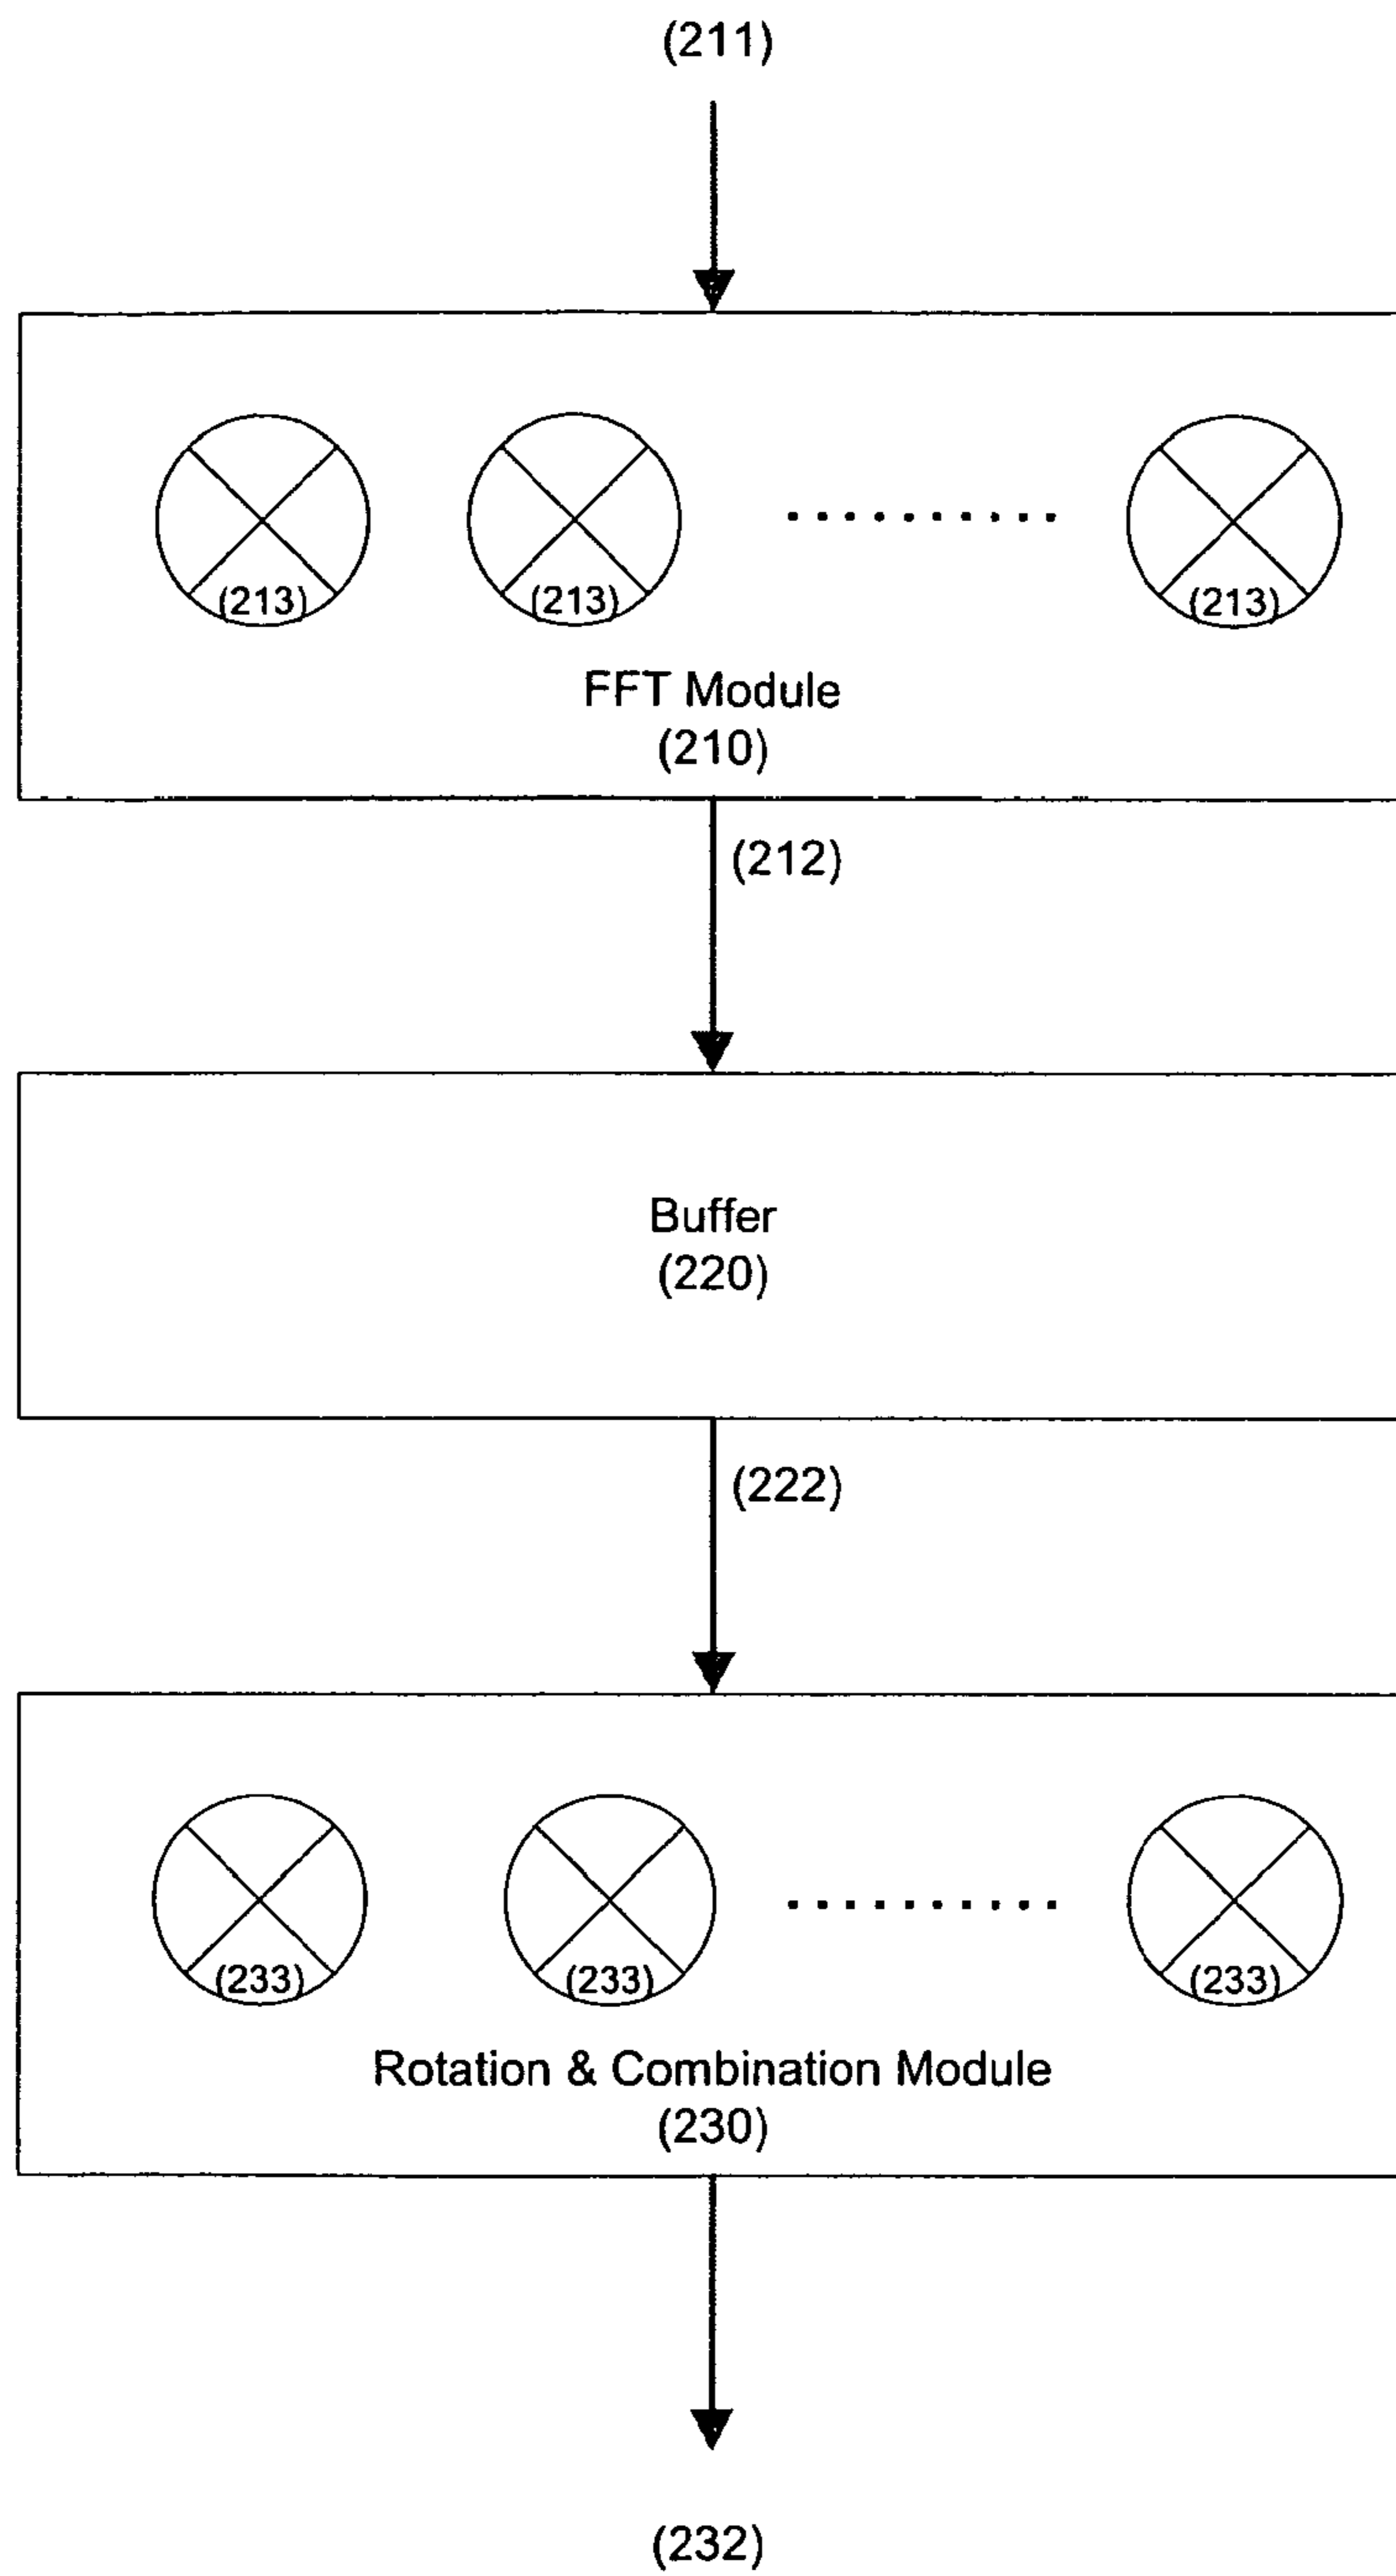 (211)
(213) (213) (213)
FFT Module
(210)
(212)
Buffer
(220)
(222)
(233) (233) (233)
Rotation & Combination Module
(230)
(232)